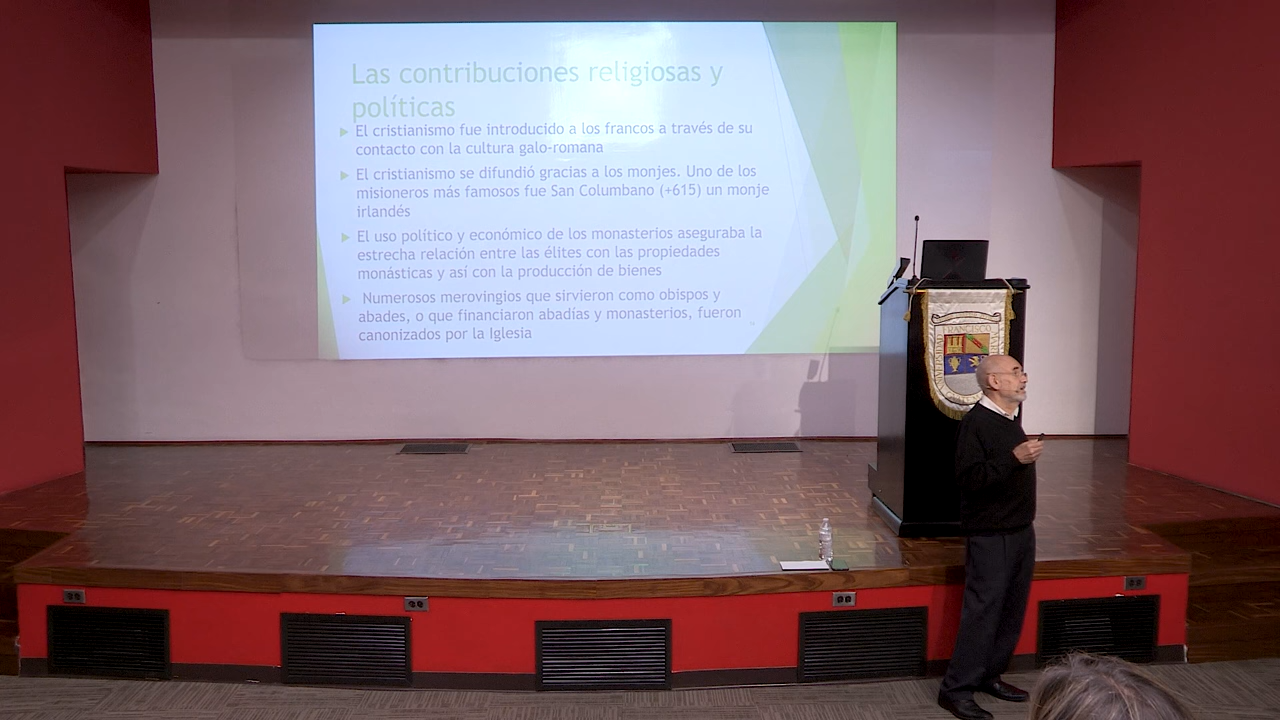 Las contribuciones religiosas y
políticas
El cristianismo fue introducido a los francos a través de su
contacto con la cultura galo-romana
El cristianismo se difundió gracias a los monjes. Uno de los
misioneros más famosos fue San Columbano (+615) un monje
irlandés
El uso político y económico de los monasterios aseguraba la
estrecha relación entre las élites con las propiedades
monásticas y así con la producción de bienes
Numerosos merovingios que sirvieron como obispos y
abades, o que financiaron abadías y monasterios, fueron
canonizados por la Iglesia
FRANCISCO